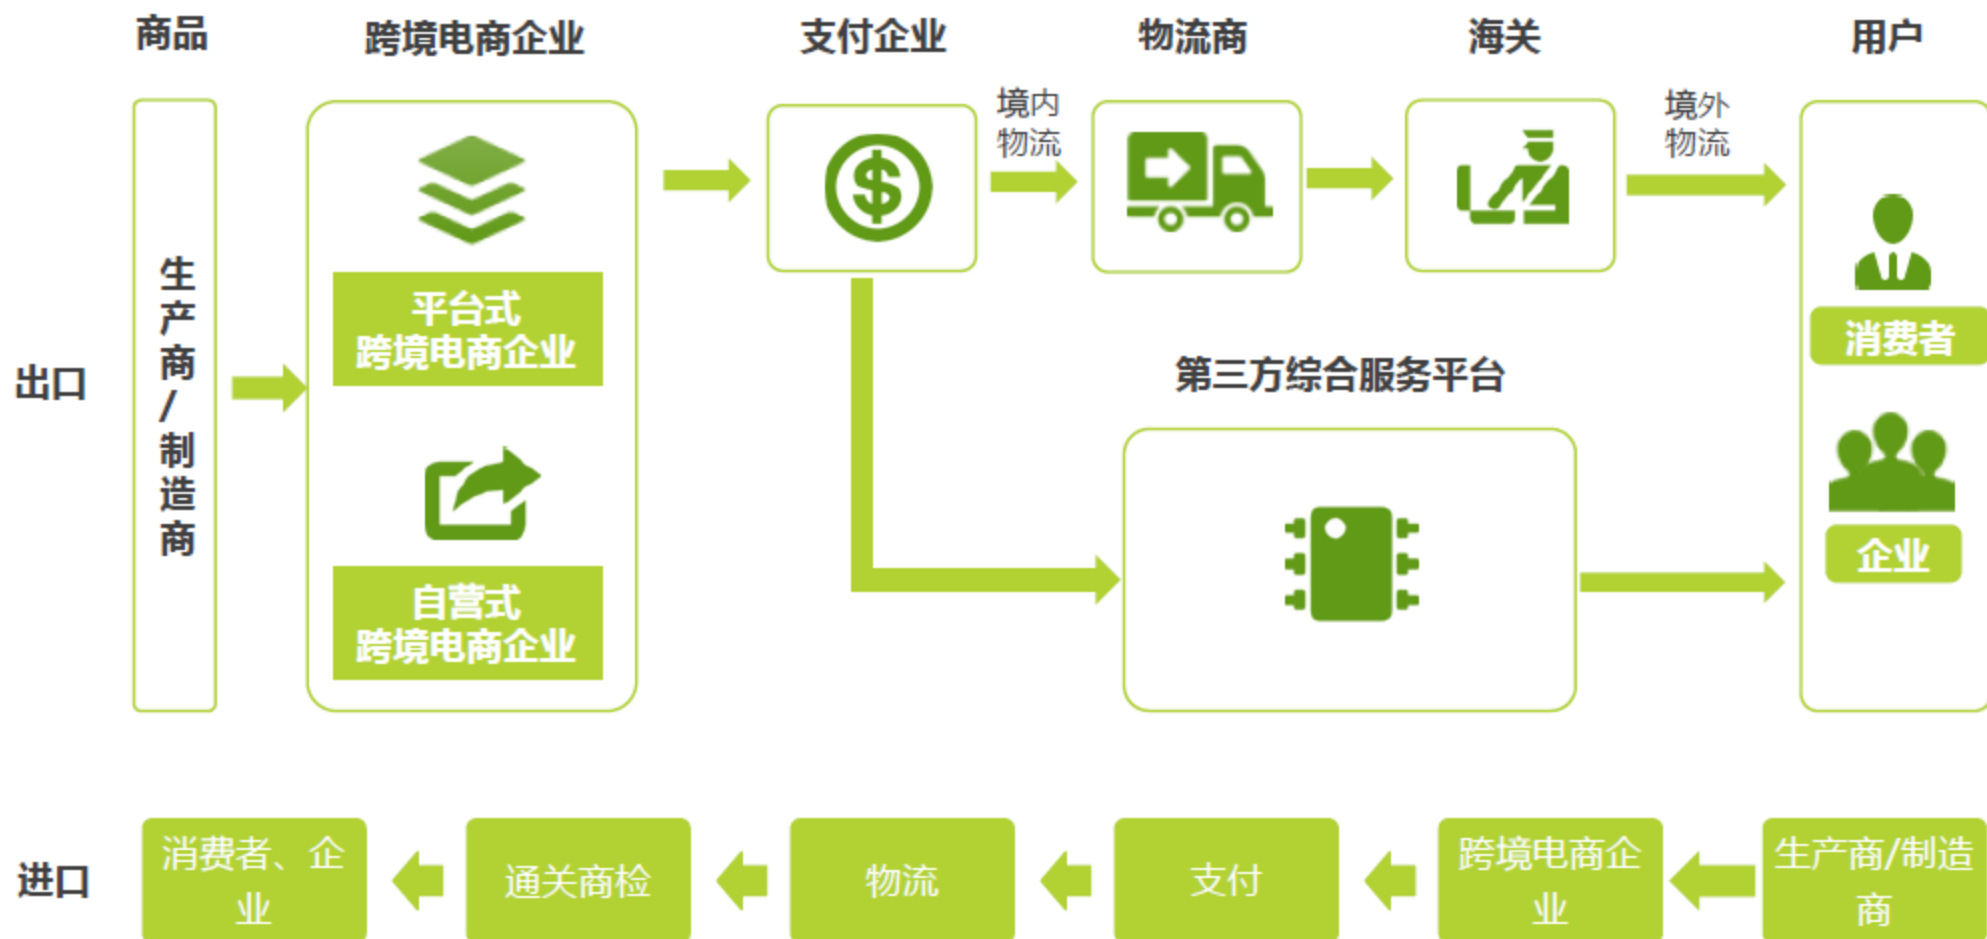 商品
跨境电商企业
支付企业
物流商
海关
用户
境内
物流
境外
物流
出口
生产商/制造商
平台式
跨境电商企业
自营式
跨境电商企业
第三方综合服务平台
消费者
企业
进口
消费者、企
业
通关商检
物流
支付
跨境电商企
业
生产商/制造
商